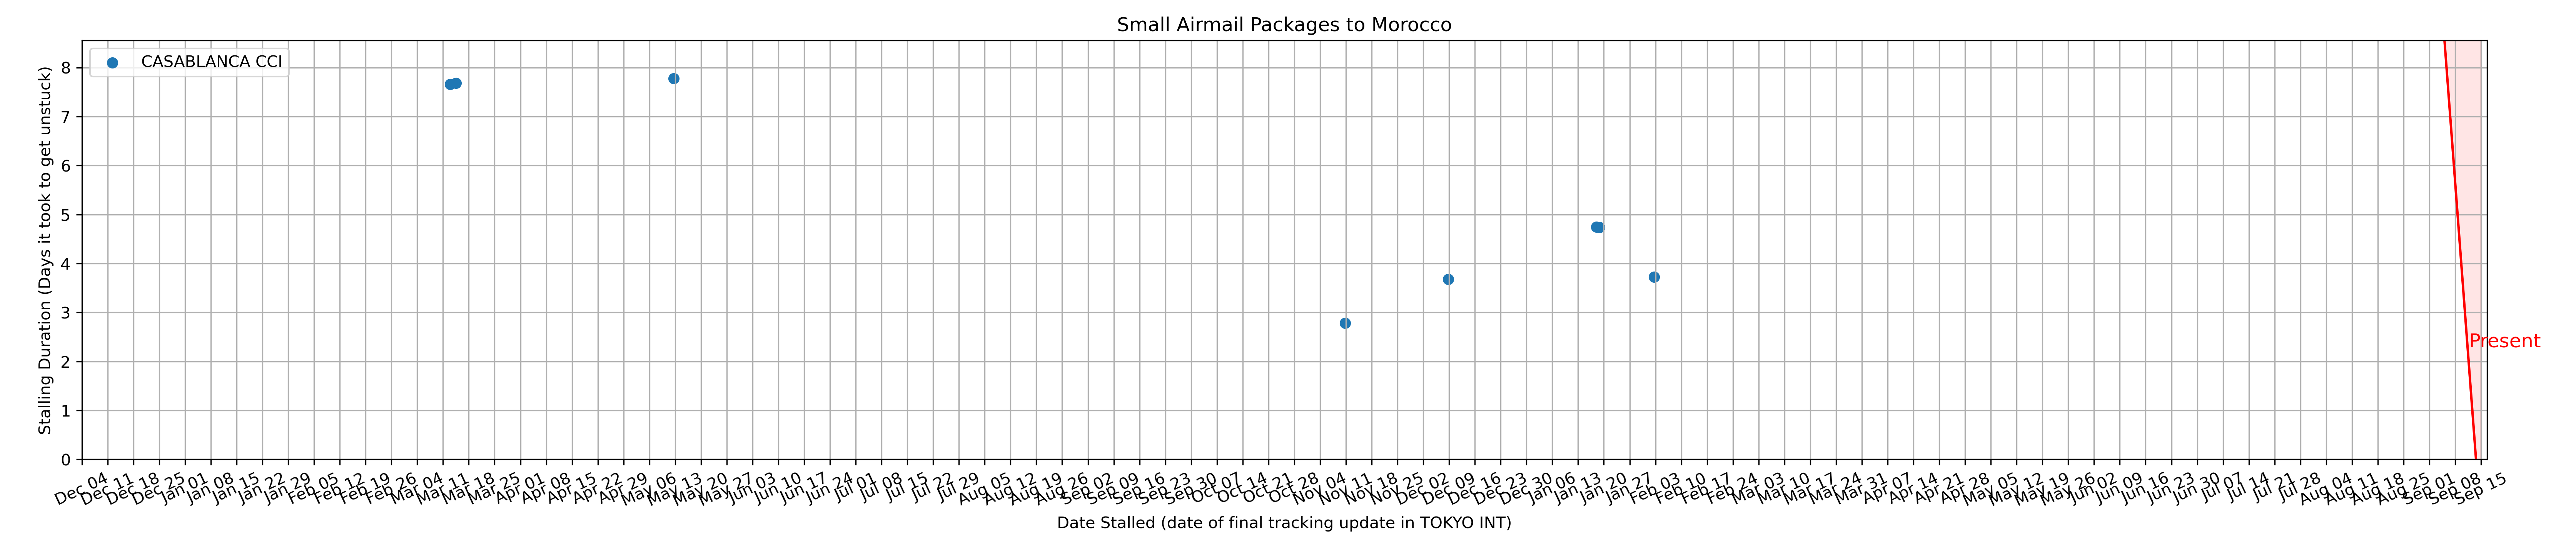 Small Airmail Packages to Morocco
CASABLANCA CCI
Stalling Duration (Days it took to get unstuck)
8
7
6
5
4
3
2
1
0
Present
Dec 04
Dec 11
Dec 18
Dec 25
Jan 01
Jan 08
Jan 15
Jan 22
Jan 29
Feb 05
Feb 12
Feb 19
Feb 26
Mar 04
Mar 11
Mar 18
Mar 25
Apr 01
Apr 08
Apr 15
Apr 22
Apr 29
May 06
May 13
May 20
May 27
Jun 03
Jun 10
Jun 17
Jun 24
Jul 01
Jul 08
Jul 15
Jul 22
Jul 29
Aug 05
Aug 12
Aug 19
Aug 26
Sep 02
Sep 09
Sep 16
Sep 23
Sep 30
Oct 07
Oct 14
Oct 21
Oct 28
Nov 04
Nov 11
Nov 18
Nov 25
Dec 02
Dec 09
Dec 16
Dec 23
Dec 30
Jan 06
Jan 13
Jan 20
Jan 27
Feb 03
Feb 10
Feb 17
Feb 24
Mar 03
Mar 10
Mar 17
Mar 24
Mar 31
Apr 07
Apr 14
Apr 21
Apr 28
May 05
May 12
May 19
May 26
Jun 02
Jun 09
Jun 16
Jun 23
Jun 30
Jul 07
Jul 14
Jul 21
Jul 28
Aug 04
Aug 11
Aug 18
Aug 25
Sep 01
Sep 08
Sep 15
Date Stalled (date of final tracking update in TOKYO INT)